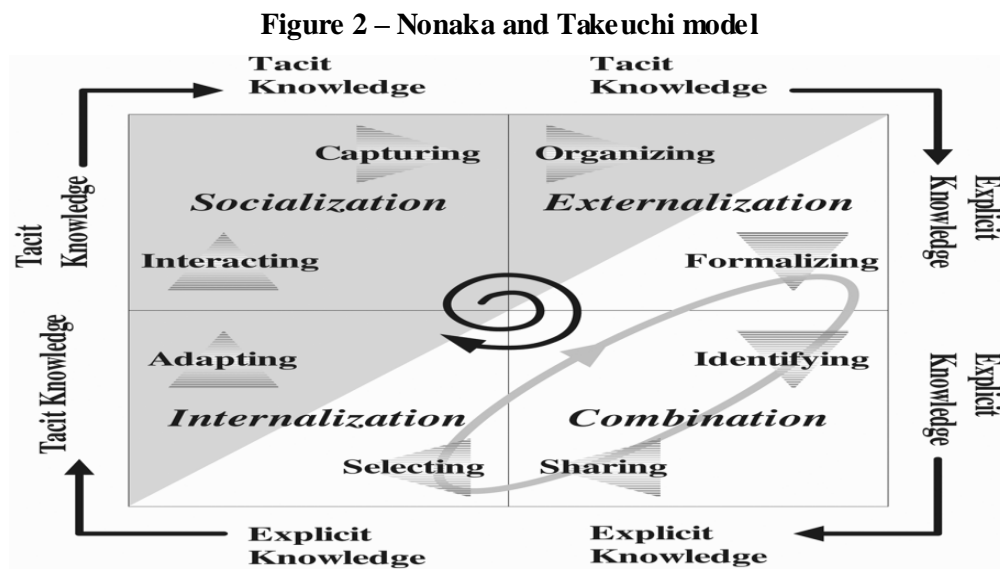 Figure 2 – Nonaka and Takeuchi model
Tacit
Knowledge
Tacit
Knowledge
Tacit
Knowledge
Capturing
Organizing
Socialization
Externalization
Interacting
Formalizing
Explicit
Knowledge
Tacit Knowledge
Adapting
Identifying
Internalization
Combination
Selecting
Sharing
Explicit
Knowledge
Explicit
Knowledge
Explicit
Knowledge